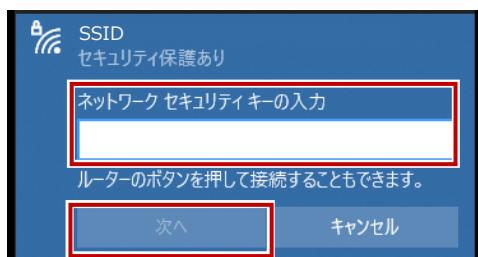 SSID
セキュリティ保護あり
ネットワーク セキュリティ キーの入力
ルーターのボタンを押して接続することもできます。
次へ
キャンセル